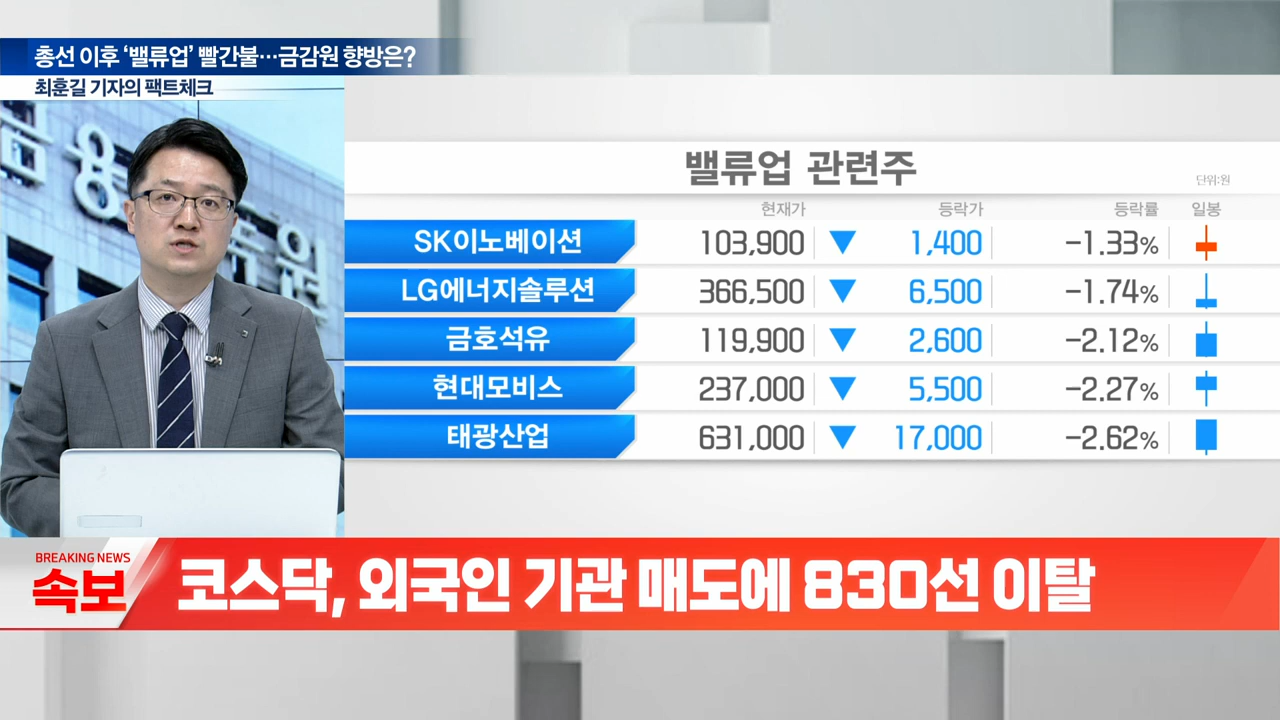 총선 이후 ‘밸류업’ 빨간불…금감원 향방은?
최훈길 기자의 팩트체크
금융
독원
밸류업 관련주
단위:원
현재가 등락가 등락률 일봉
SK이노베이션 103,900 ▼ 1,400 -1.33%
LG에너지솔루션 366,500 ▼ 6,500 -1.74%
금호석유 119,900 ▼ 2,600 -2.12%
현대모비스 237,000 ▼ 5,500 -2.27%
태광산업 631,000 ▼ 17,000 -2.62%
BREAKING NEWS
속보
코스닥, 외국인 기관 매도에 830선 이탈